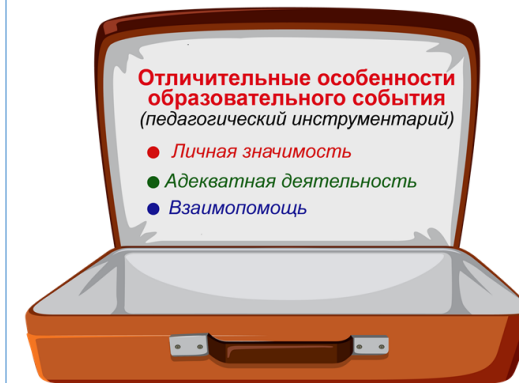 Отличительные особенности
образовательного события
(педагогический инструментарий)
● Личная значимость
● Адекватная деятельность
● Взаимопомощь